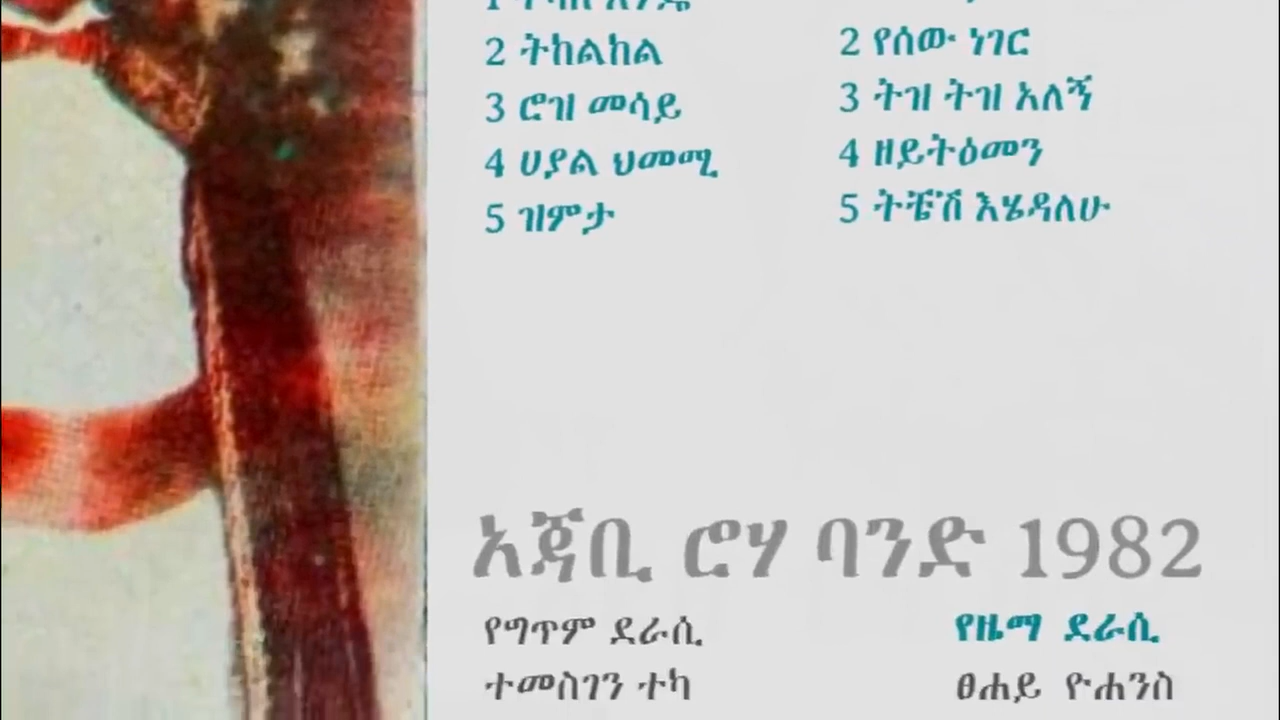 2 ትከልከል
3 ሮዝ መሳይ
4 ሀያል ህመሚ
5 ዝምታ
2 የሰው ነገር
3 ትዝ ትዝ አለኝ
4 ዘይትዕመን
5 ትቼሽ እሄዳለሁ
አጃቢ ሮሃ ባንድ 1982
የግጥም ደራሲ
ተመስገን ተካ
የዜማ ደራሲ
ፀሐይ ዮሐንስ